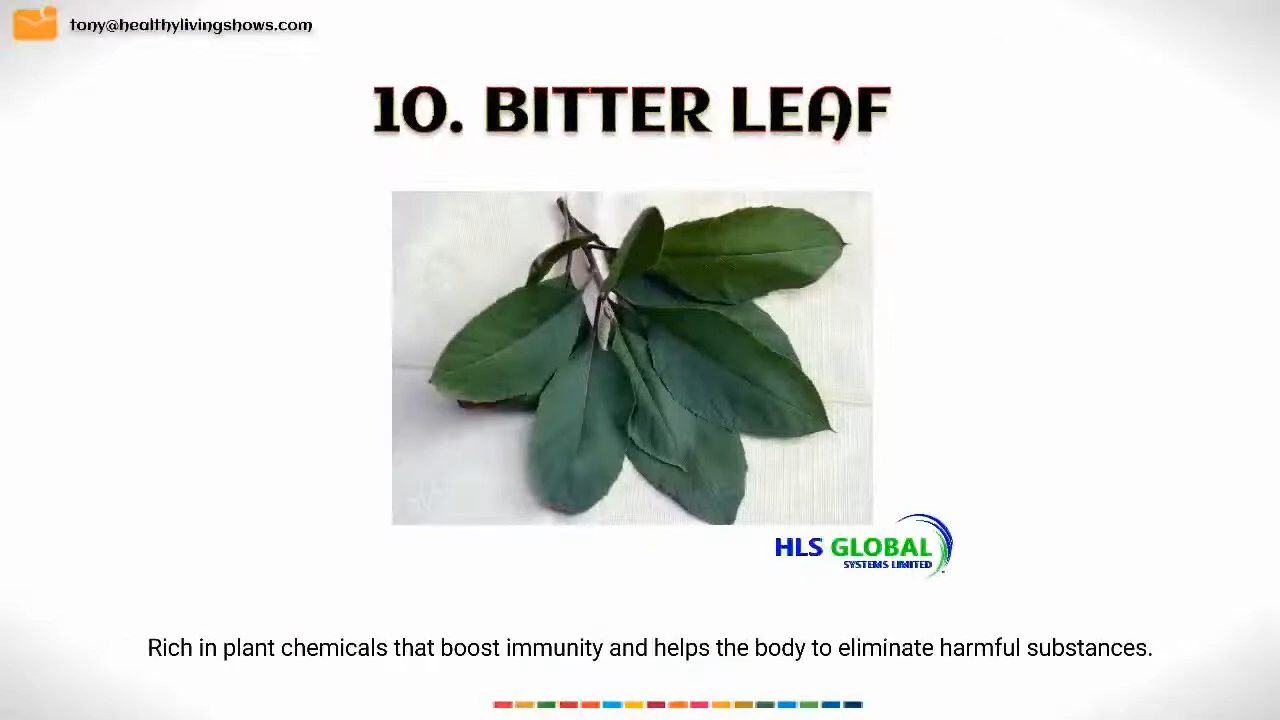 tony@healthylivingshows.com
10. BITTER LEAF
HLS GLOBAL
SYSTEMS LIMITED
Rich in plant chemicals that boost immunity and helps the body to eliminate harmful substances.